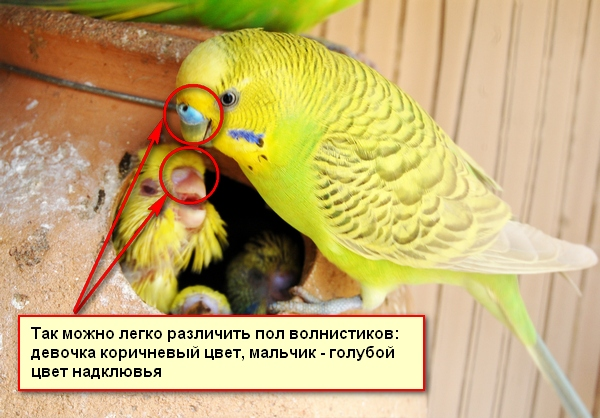 Так можно легко различить пол волнистиков:
девочка коричневый цвет, мальчик - голубой
цвет надклювья